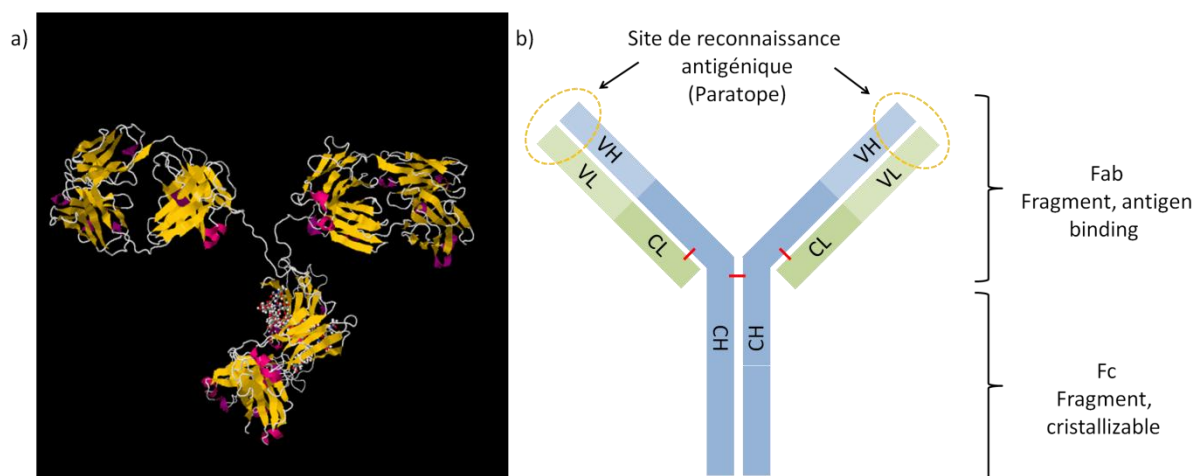 a)
b)
Site de reconnaissance
antigénique
(Paratope)
VH
VL
CL
VH
VL
CL
CH
CH
Fab
Fragment, antigen
binding
Fc
Fragment,
cristallizable